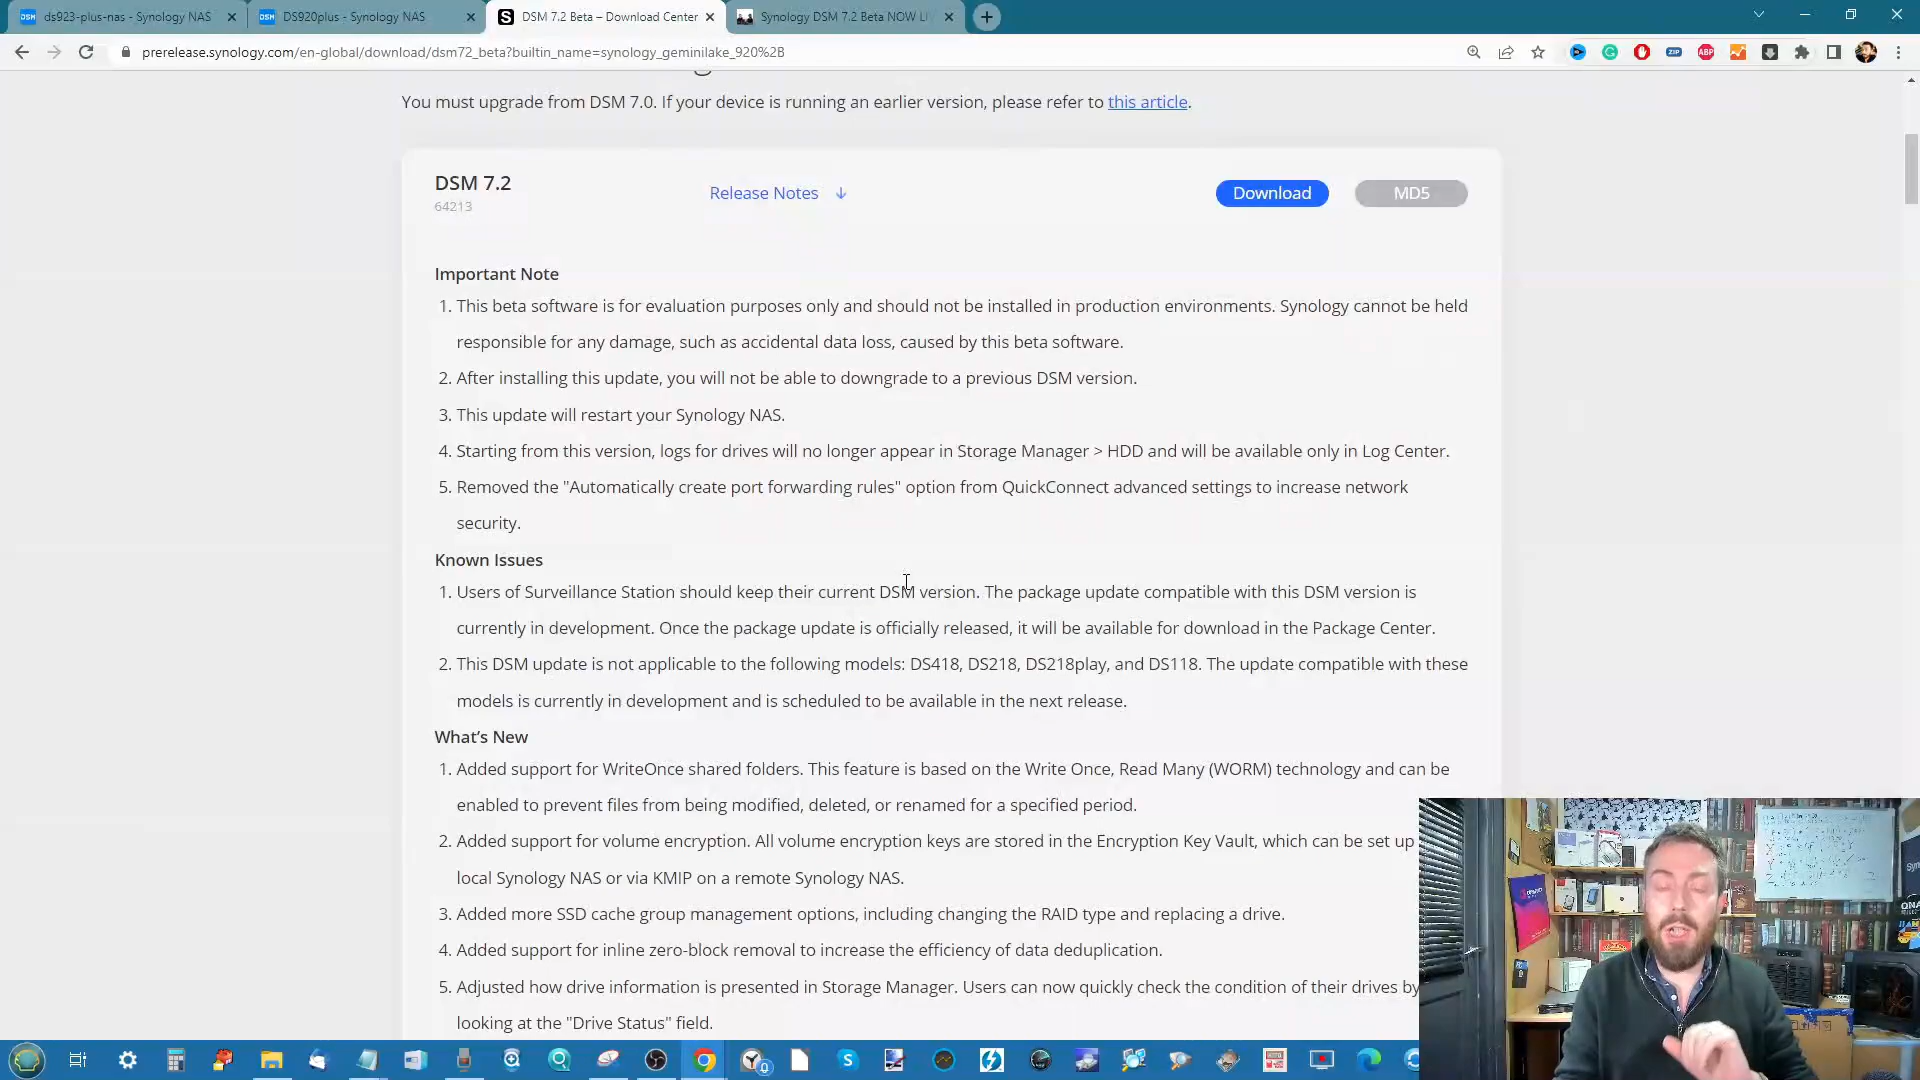 ds923-plus-nas - Synology NAS
DS920plus - Synology NAS
DSM 7.2 Beta – Download Center
Synology DSM 7.2 Beta NOW LI
prerelease.synology.com/en-global/download/dsm72_beta?builtin_name=synology_geminilake_920%2B
You must upgrade from DSM 7.0. If your device is running an earlier version, please refer to this article.
DSM 7.2
Release Notes
Download
MD5
64213
Important Note
1. This beta software is for evaluation purposes only and should not be installed in production environments. Synology cannot be held
responsible for any damage, such as accidental data loss, caused by this beta software.
2. After installing this update, you will not be able to downgrade to a previous DSM version.
3. This update will restart your Synology NAS.
4. Starting from this version, logs for drives will no longer appear in Storage Manager > HDD and will be available only in Log Center.
5. Removed the "Automatically create port forwarding rules" option from QuickConnect advanced settings to increase network
security.
Known Issues
1. Users of Surveillance Station should keep their current DSM version. The package update compatible with this DSM version is
currently in development. Once the package update is officially released, it will be available for download in the Package Center.
2. This DSM update is not applicable to the following models: DS418, DS218, DS218play, and DS118. The update compatible with these
models is currently in development and is scheduled to be available in the next release.
What's New
1. Added support for WriteOnce shared folders. This feature is based on the Write Once, Read Many (WORM) technology and can be
enabled to prevent files from being modified, deleted, or renamed for a specified period.
2. Added support for volume encryption. All volume encryption keys are stored in the Encryption Key Vault, which can be set up
local Synology NAS or via KMIP on a remote Synology NAS.
3. Added more SSD cache group management options, including changing the RAID type and replacing a drive.
4. Added support for inline zero-block removal to increase the efficiency of data deduplication.
5. Adjusted how drive information is presented in Storage Manager. Users can now quickly check the condition of their drives by
looking at the "Drive Status" field.